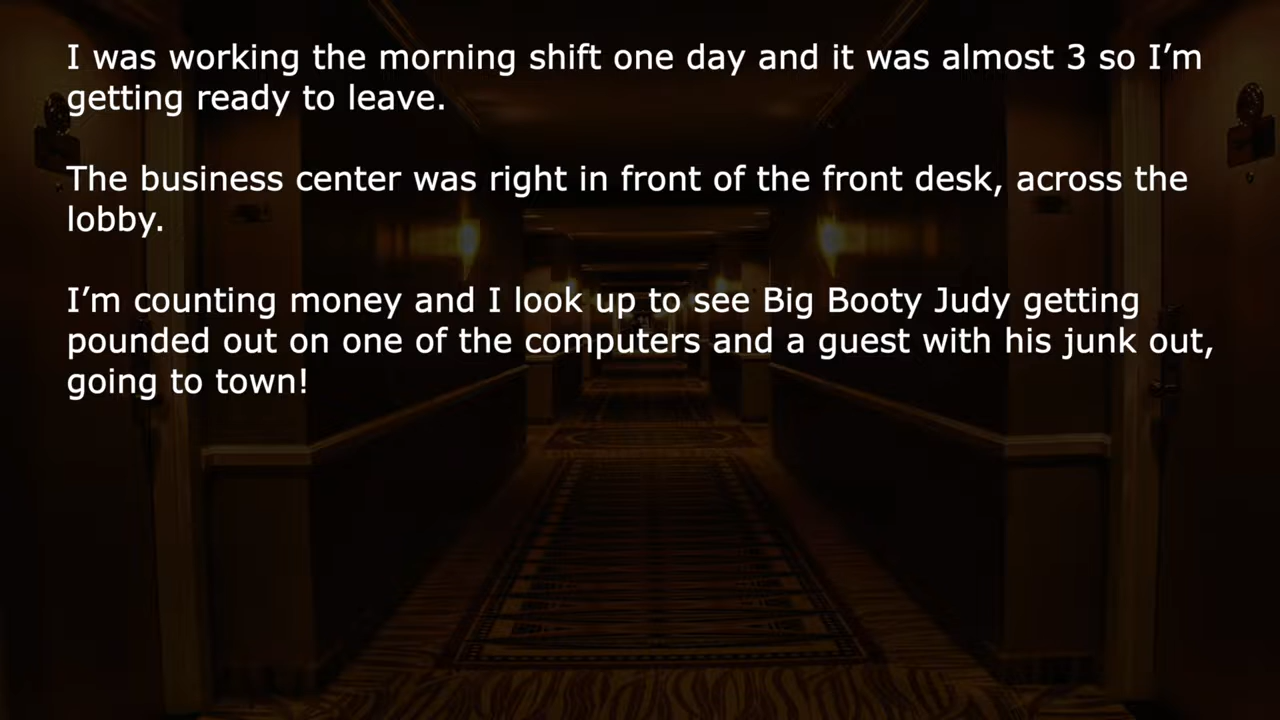 I was working the morning shift one day and it was almost 3 so I’m
getting ready to leave.
The business center was right in front of the front desk, across the
lobby.
I’m counting money and I look up to see Big Booty Judy getting
pounded out on one of the computers and a guest with his junk out,
going to town!